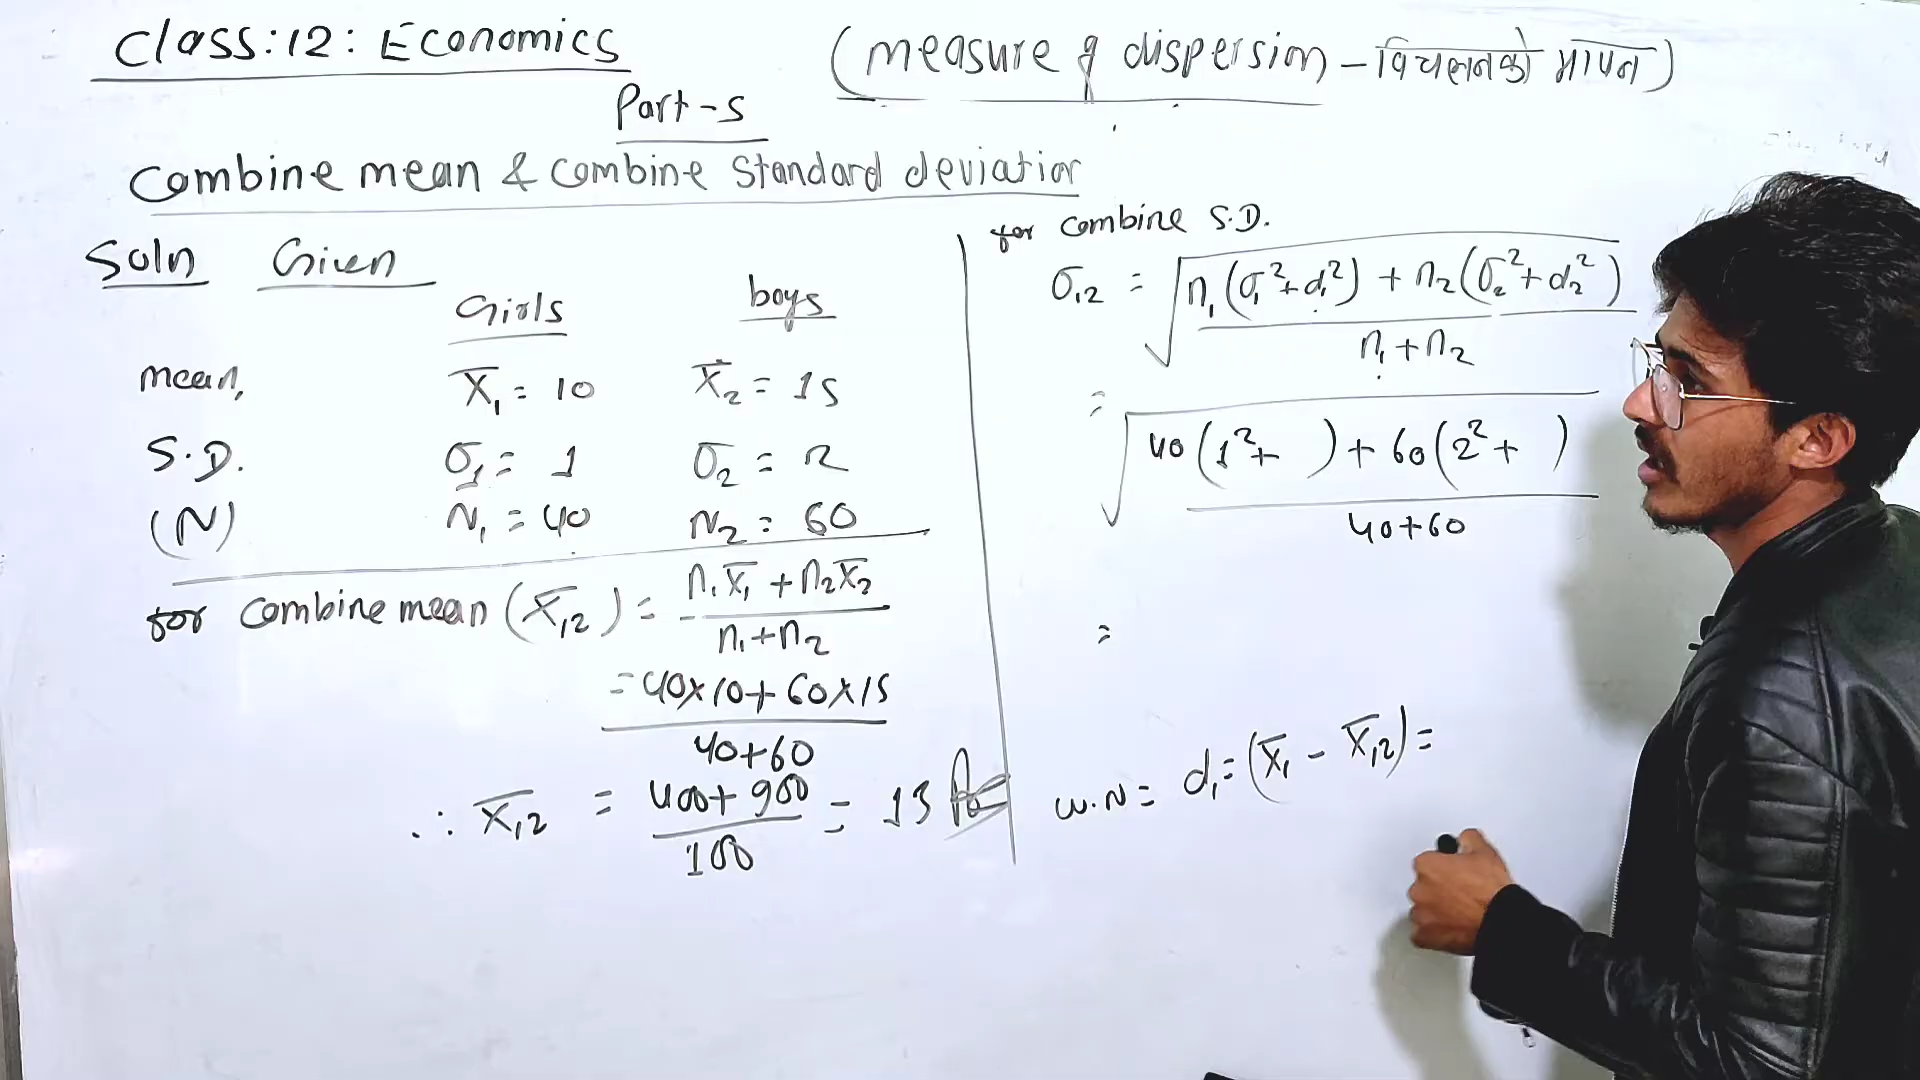 Class:12: Economics
(measure of dispersion - विचलनको मापन)
Part-5
Combine mean & combine standard deviation
Soln Given
Girls boys
mean, X̅₁ = 10 X̅₂ = 15
S.D. σ₁ = 1 σ₂ = 2
(N) N₁ = 40 N₂ = 60
for combine mean (X̅₁₂) = (n₁X̅₁ + n₂X̅₂) / (n₁+n₂)
= (40×10+60×15) / (40+60)
∴ X̅₁₂ = (400+900) / 100 = 13
for combine S.D.
σ₁₂ = √[(n₁(σ₁²+d₁²) + n₂(σ₂²+d₂²)) / (n₁+n₂)]
= √[(40(1²+ ) + 60(2²+ )) / (40+60)]
=
W.N = d₁ = (X̅₁ - X̅₁₂) =